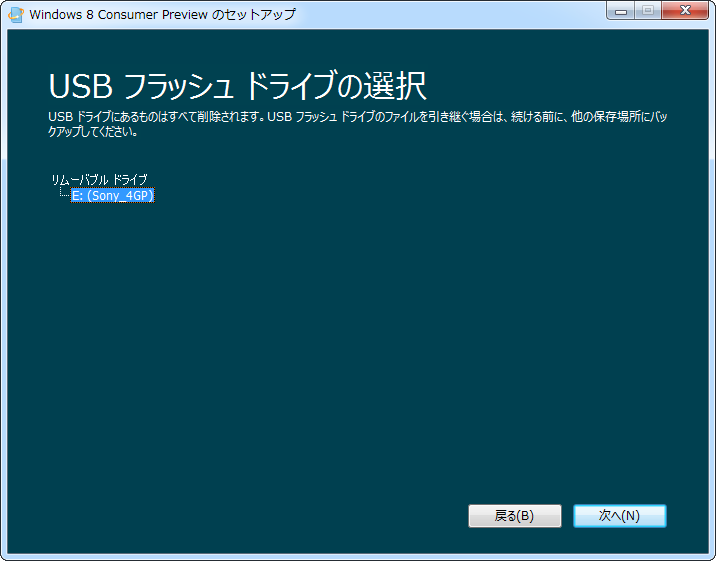 Windows 8 Consumer Preview のセットアップ
USB フラッシュ ドライブの選択
USB ドライブにあるものはすべて削除されます。USB フラッシュ ドライブのファイルを引き継ぐ場合は、続ける前に、他の保存場所にバッ
クアップしてください。
リムーバブル ドライブ
E: (Sony_4GP)
戻る(B)
次へ(N)